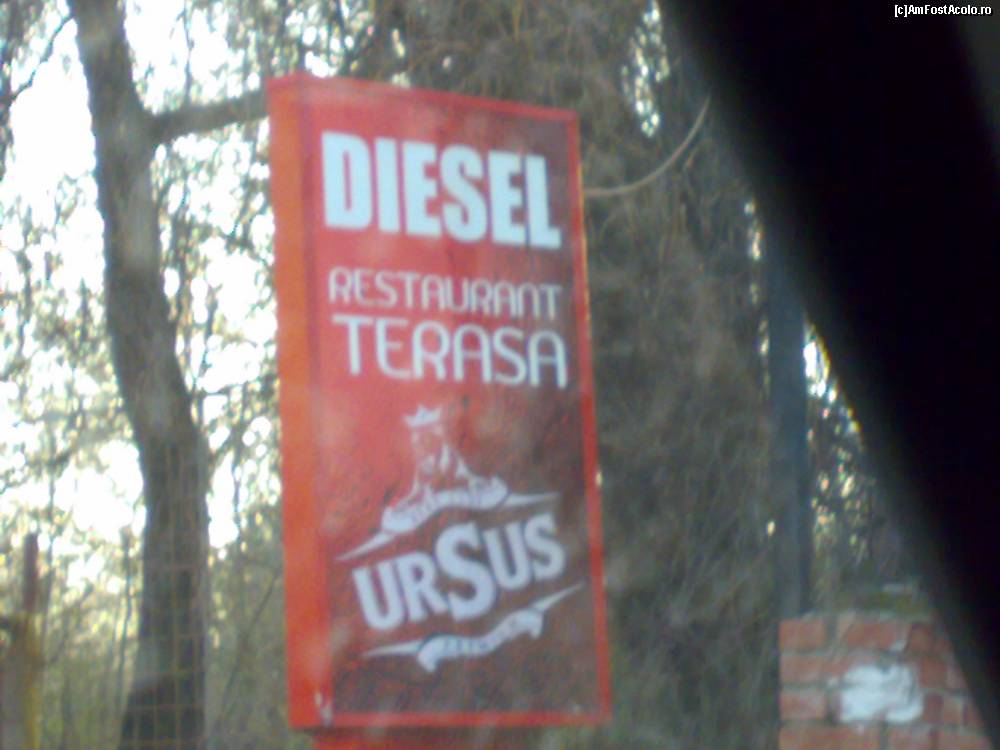 [c]AmFostAcolo.ro
DIESEL
RESTAURANT
TERASA
URSUS